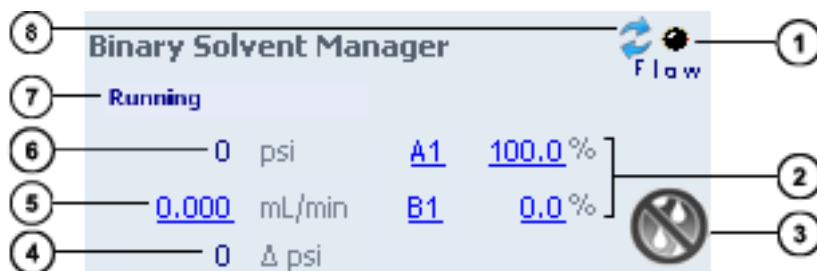 8
Binary Solvent Manager
1
Flow
7 Running
6 0 psi A1 100.0 %
2
5 0.000 mL/min B1 0.0 %
3
4 0 Δ psi